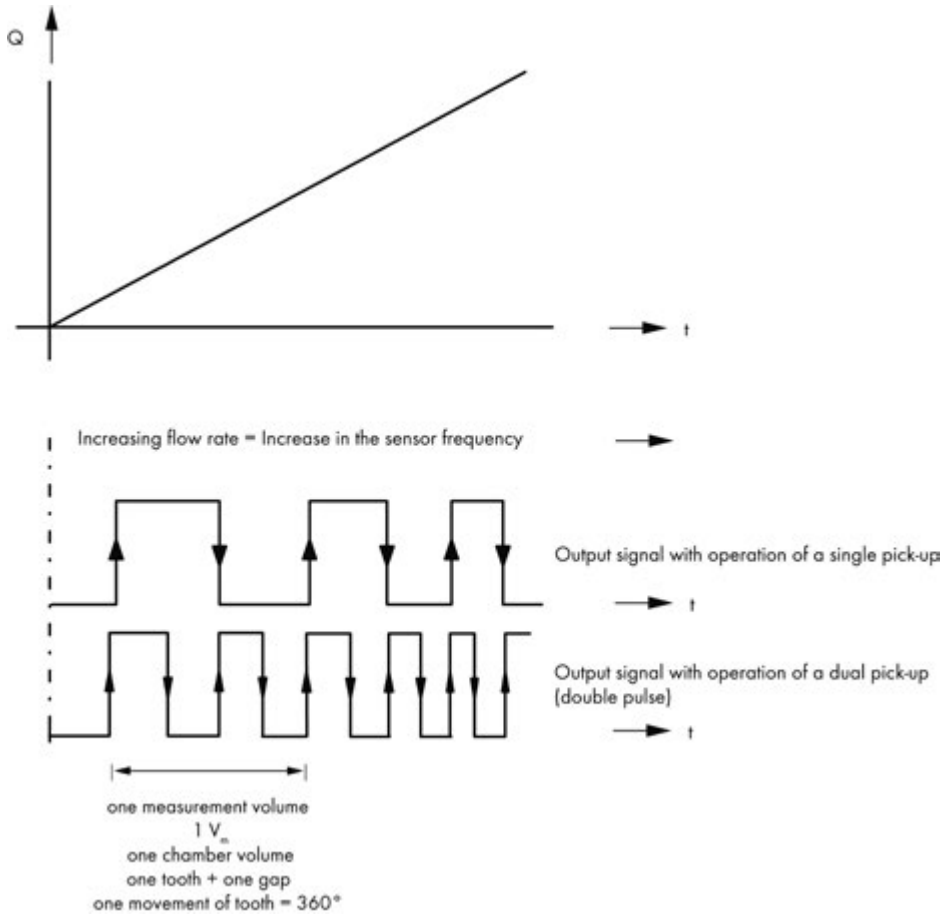 Q
t
Increasing flow rate = Increase in the sensor frequency
Output signal with operation of a single pick-up
t
Output signal with operation of a dual pick-up
(double pulse)
t
one measurement volume
1 Vm
one chamber volume
one tooth + one gap
one movement of tooth = 360°